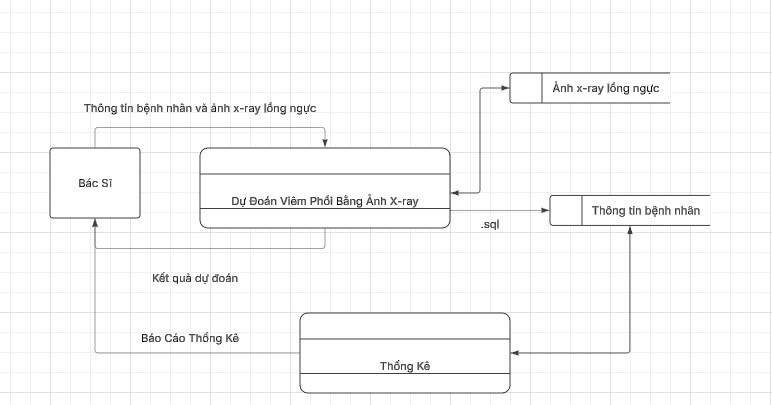 Ảnh x-ray lồng ngực
Thông tin bệnh nhân và ảnh x-ray lồng ngực
Bác Sĩ
Dự Đoán Viêm Phổi Bằng Ảnh X-ray
Thông tin bệnh nhân
.sql
Kết quả dự đoán
Báo Cáo Thống Kê
Thống Kê